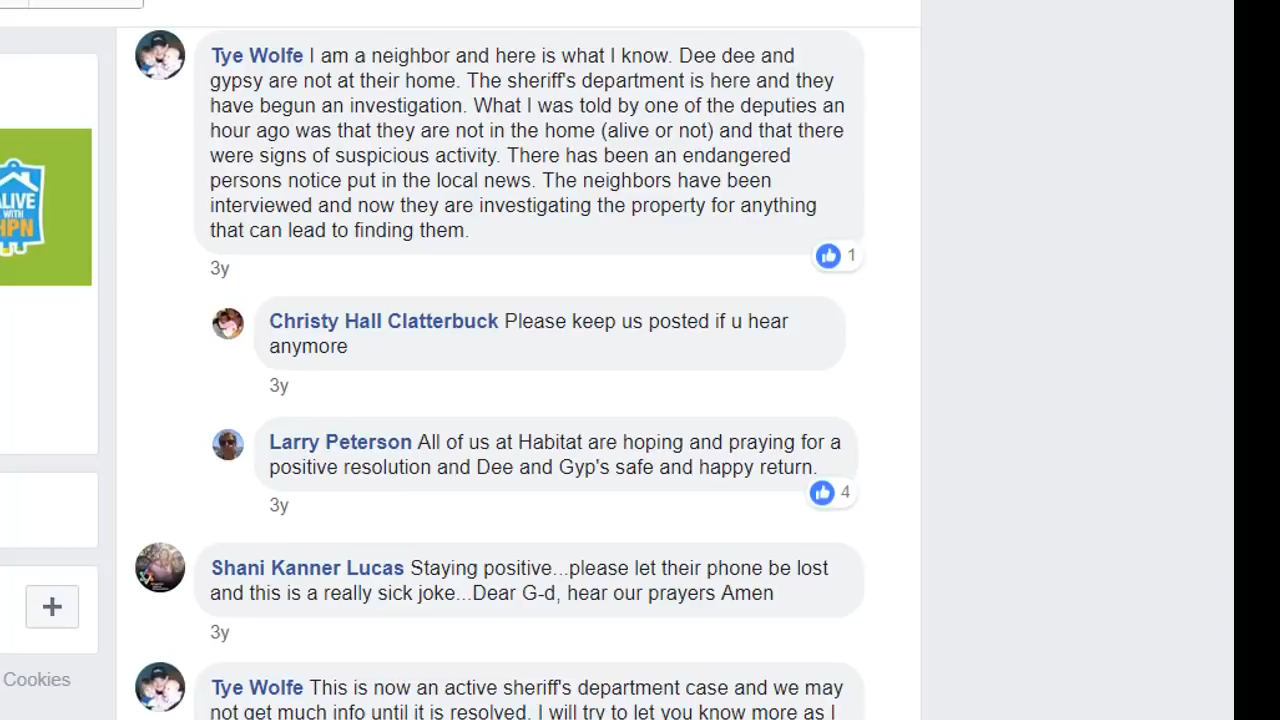 Tye Wolfe I am a neighbor and here is what I know. Dee dee and
gypsy are not at their home. The sheriff's department is here and they
have begun an investigation. What I was told by one of the deputies an
hour ago was that they are not in the home (alive or not) and that there
were signs of suspicious activity. There has been an endangered
persons notice put in the local news. The neighbors have been
interviewed and now they are investigating the property for anything
that can lead to finding them.
1
3y
ALIVE
WITH
HPN
Christy Hall Clatterbuck Please keep us posted if u hear
anymore
3y
Larry Peterson All of us at Habitat are hoping and praying for a
positive resolution and Dee and Gyp's safe and happy return.
4
3y
Shani Kanner Lucas Staying positive...please let their phone be lost
and this is a really sick joke...Dear G-d, hear our prayers Amen
3y
+
Cookies
Tye Wolfe This is now an active sheriff's department case and we may
not get much info until it is resolved. I will try to let you know more as I